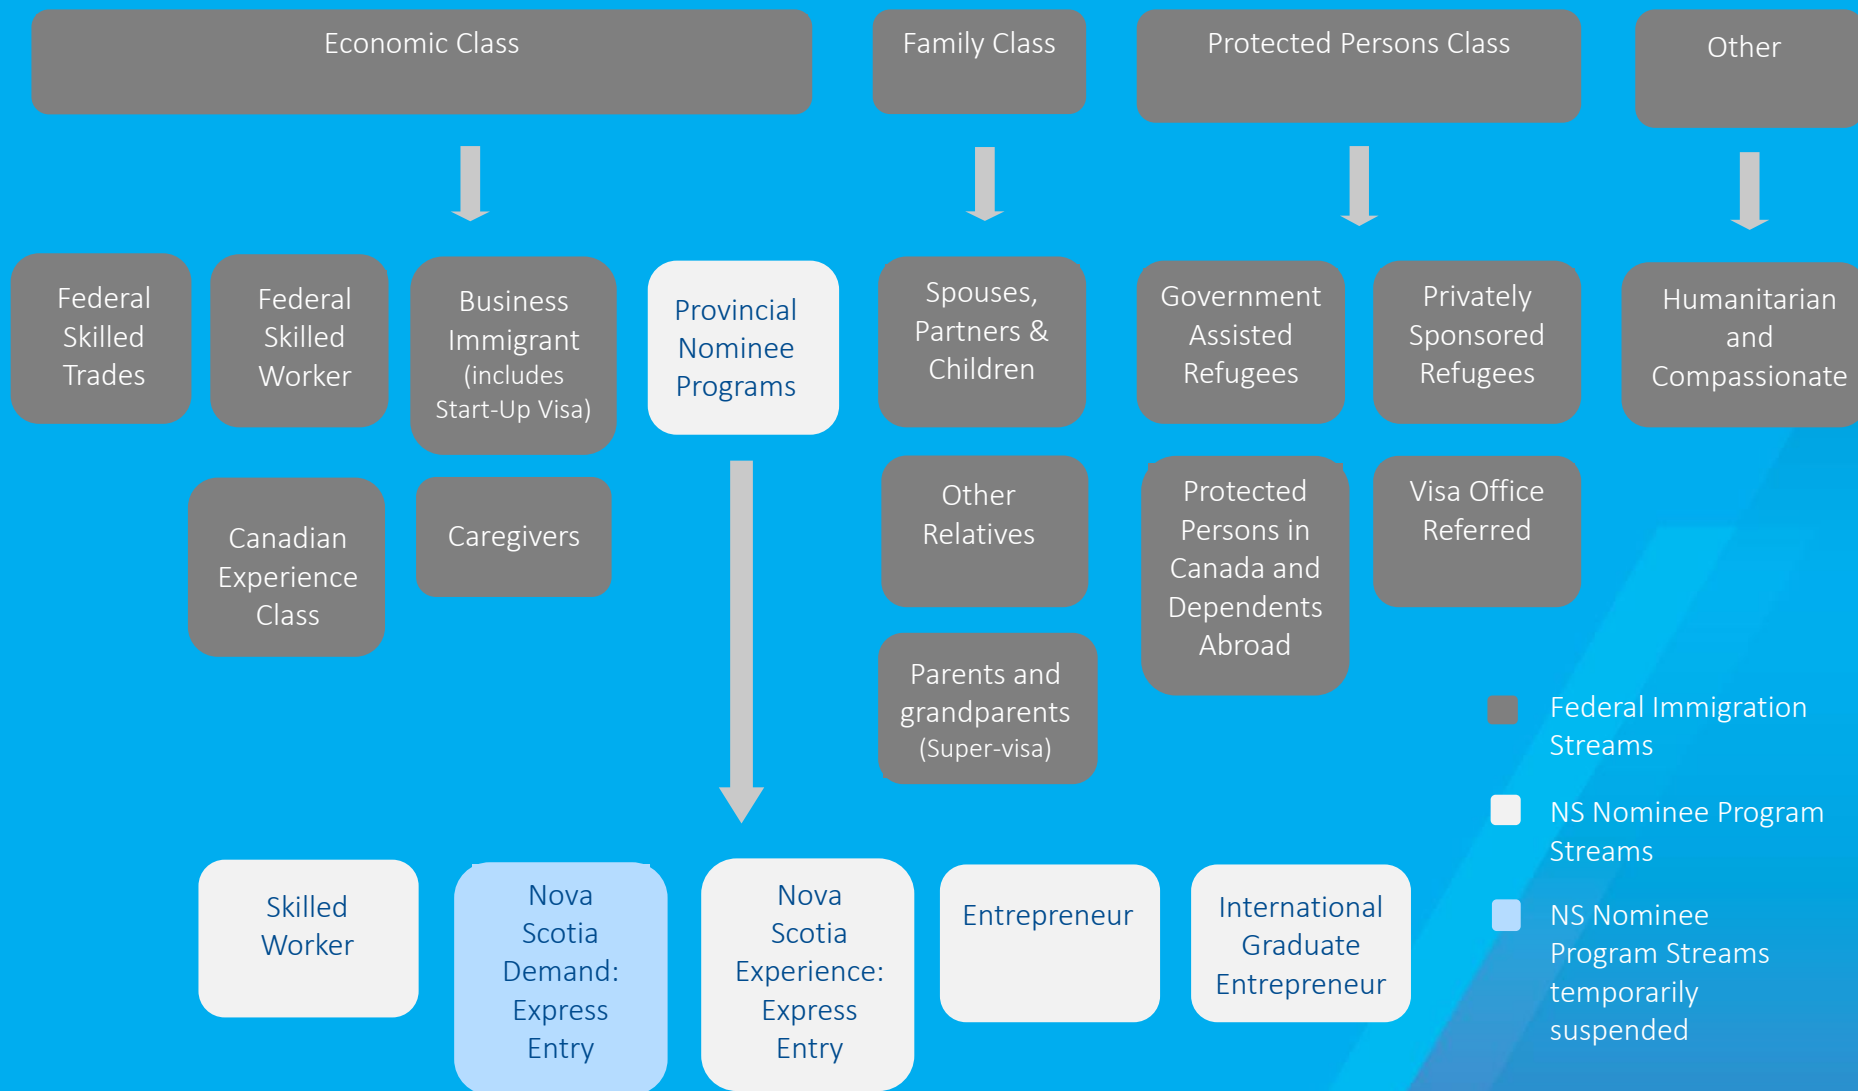 Economic Class
Family Class
Protected Persons Class
Other
Federal
Skilled
Trades
Federal
Skilled
Worker
Business
Immigrant
(includes
Start-Up Visa)
Provincial
Nominee
Programs
Spouses,
Partners &
Children
Government
Assisted
Refugees
Privately
Sponsored
Refugees
Humanitarian
and
Compassionate
Canadian
Experience
Class
Caregivers
Other
Relatives
Protected
Persons in
Canada and
Dependents
Abroad
Visa Office
Referred
Parents and
grandparents
(Super-visa)
Federal Immigration
Streams
NS Nominee Program
Streams
NS Nominee
Program Streams
temporarily
suspended
Skilled
Worker
Nova
Scotia
Demand:
Express
Entry
Nova
Scotia
Experience:
Express
Entry
Entrepreneur
International
Graduate
Entrepreneur